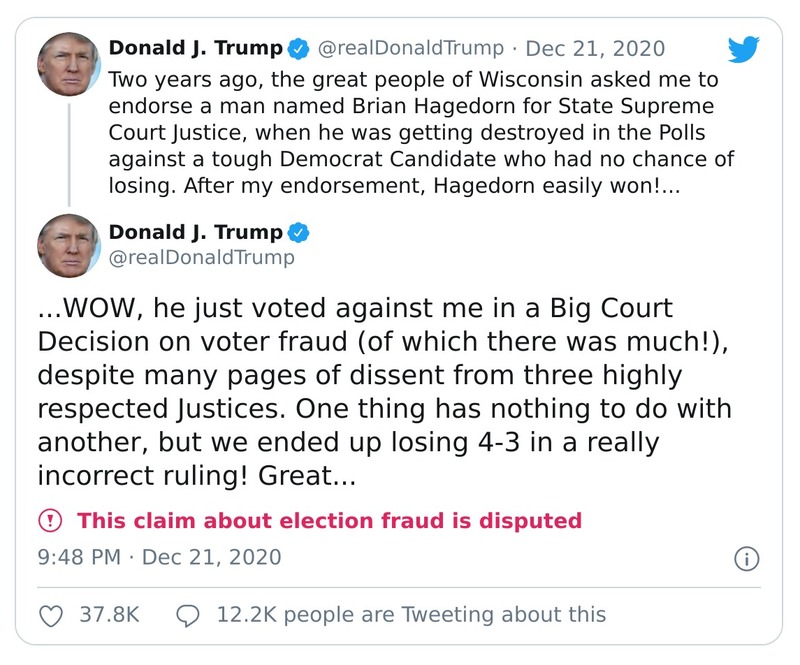 Donald J. Trump @realDonaldTrump · Dec 21, 2020
Two years ago, the great people of Wisconsin asked me to
endorse a man named Brian Hagedorn for State Supreme
Court Justice, when he was getting destroyed in the Polls
against a tough Democrat Candidate who had no chance of
losing. After my endorsement, Hagedorn easily won!...
Donald J. Trump
@realDonaldTrump
...WOW, he just voted against me in a Big Court
Decision on voter fraud (of which there was much!),
despite many pages of dissent from three highly
respected Justices. One thing has nothing to do with
another, but we ended up losing 4-3 in a really
incorrect ruling! Great...
This claim about election fraud is disputed
9:48 PM · Dec 21, 2020
37.8K 12.2K people are Tweeting about this